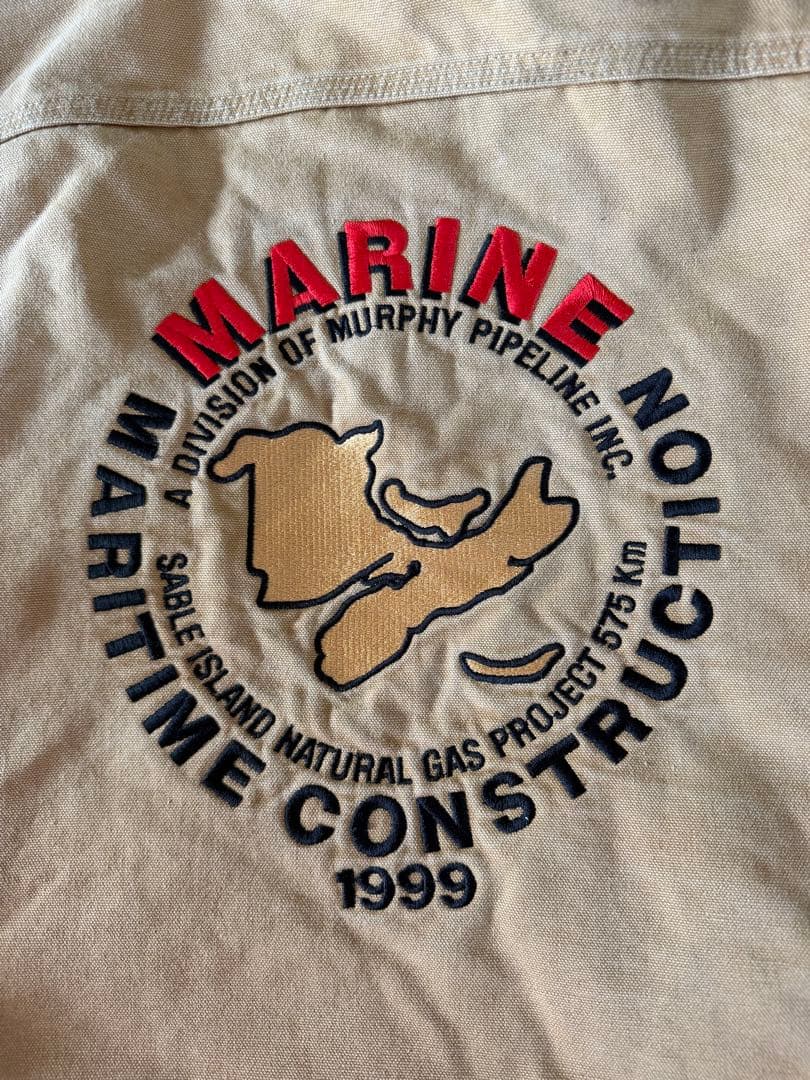 MARINE
A DIVISION OF MURPHY PIPELINE INC.
SABLE ISLAND NATURAL GAS PROJECT 575 Km
MARITIME CONSTRUCTION
1999